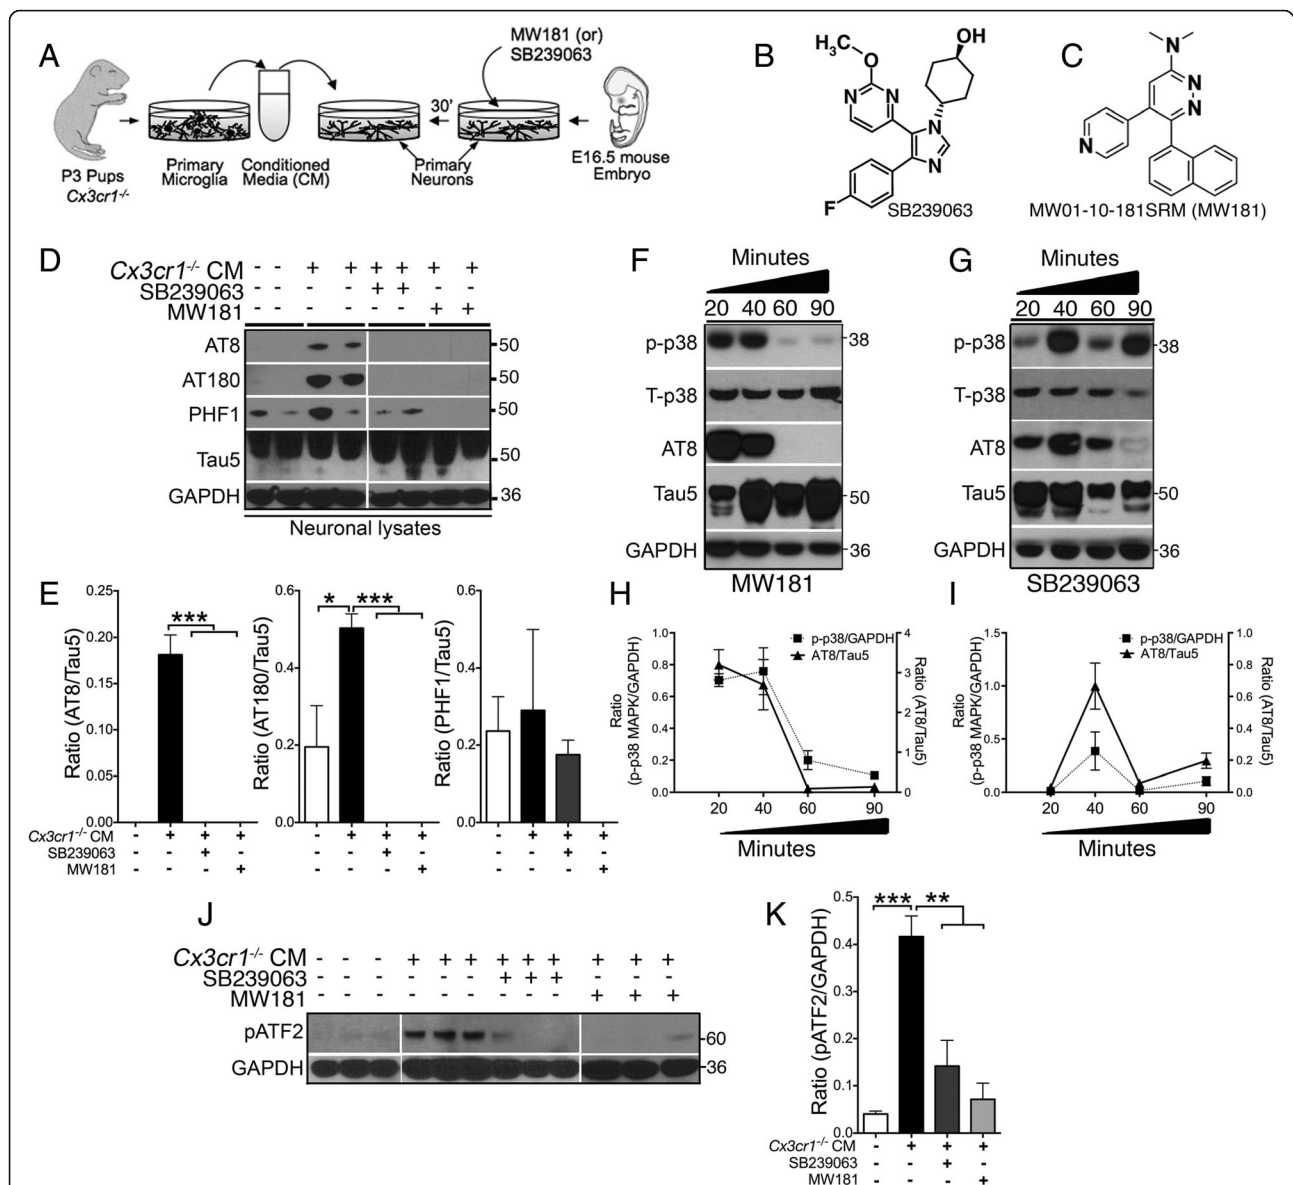 A
P3 Pups
Cx3cr1-/-
Primary
Microglia
Conditioned
Media (CM)
30'
Primary
Neurons
MW181 (or)
SB239063
E16.5 mouse
Embryo
B
H₃C
O
OH
N
N
N
N
F
SB239063
C
N
N
N
N
MW01-10-181SRM (MW181)
D
Cx3cr1-/- CM - - + + + + + +
SB239063 - - - - + + - -
MW181 - - - - - - + +
AT8 50
AT180 50
PHF1 50
Tau5 50
GAPDH 36
Neuronal lysates
F
Minutes
20 40 60 90
p-p38 -38
T-p38
AT8
Tau5 50
GAPDH -36
MW181
G
Minutes
20 40 60 90
p-p38 -38
T-p38
AT8
Tau5 -50
GAPDH -36
SB239063
E
Ratio (AT8/Tau5)
0.25
0.20
0.15
0.10
0.05
0.00
***
Ratio (AT180/Tau5)
0.6
0.4
0.2
0.0
* ***
Ratio (PHF1/Tau5)
0.6
0.4
0.2
0.0
Cx3cr1-/- CM - + + + - + + + - + + +
SB239063 - - + - - - + - - - + -
MW181 - - - + - - - + - - - +
H
Ratio
(p-p38 MAPK/GAPDH)
1.0
0.8
0.6
0.4
0.2
0.0
p-p38/GAPDH
AT8/Tau5
4
3
2
1
0
Ratio (AT8/Tau5)
20 40 60 90
Minutes
I
Ratio
(p-p38 MAPK/GAPDH)
1.5
1.0
0.5
0.0
p-p38/GAPDH
AT8/Tau5
1.0
0.8
0.6
0.4
0.2
0.0
Ratio (AT8/Tau5)
20 40 60 90
Minutes
J
Cx3cr1-/- CM - - - + + + + + + + + +
SB239063 - - - - - - + + + - - -
MW181 - - - - - - - - - + + +
pATF2 -60
GAPDH -36
K
Ratio (pATF2/GAPDH)
0.5
0.4
0.3
0.2
0.1
0.0
*** **
Cx3cr1-/- CM - + + +
SB239063 - - + -
MW181 - - - +